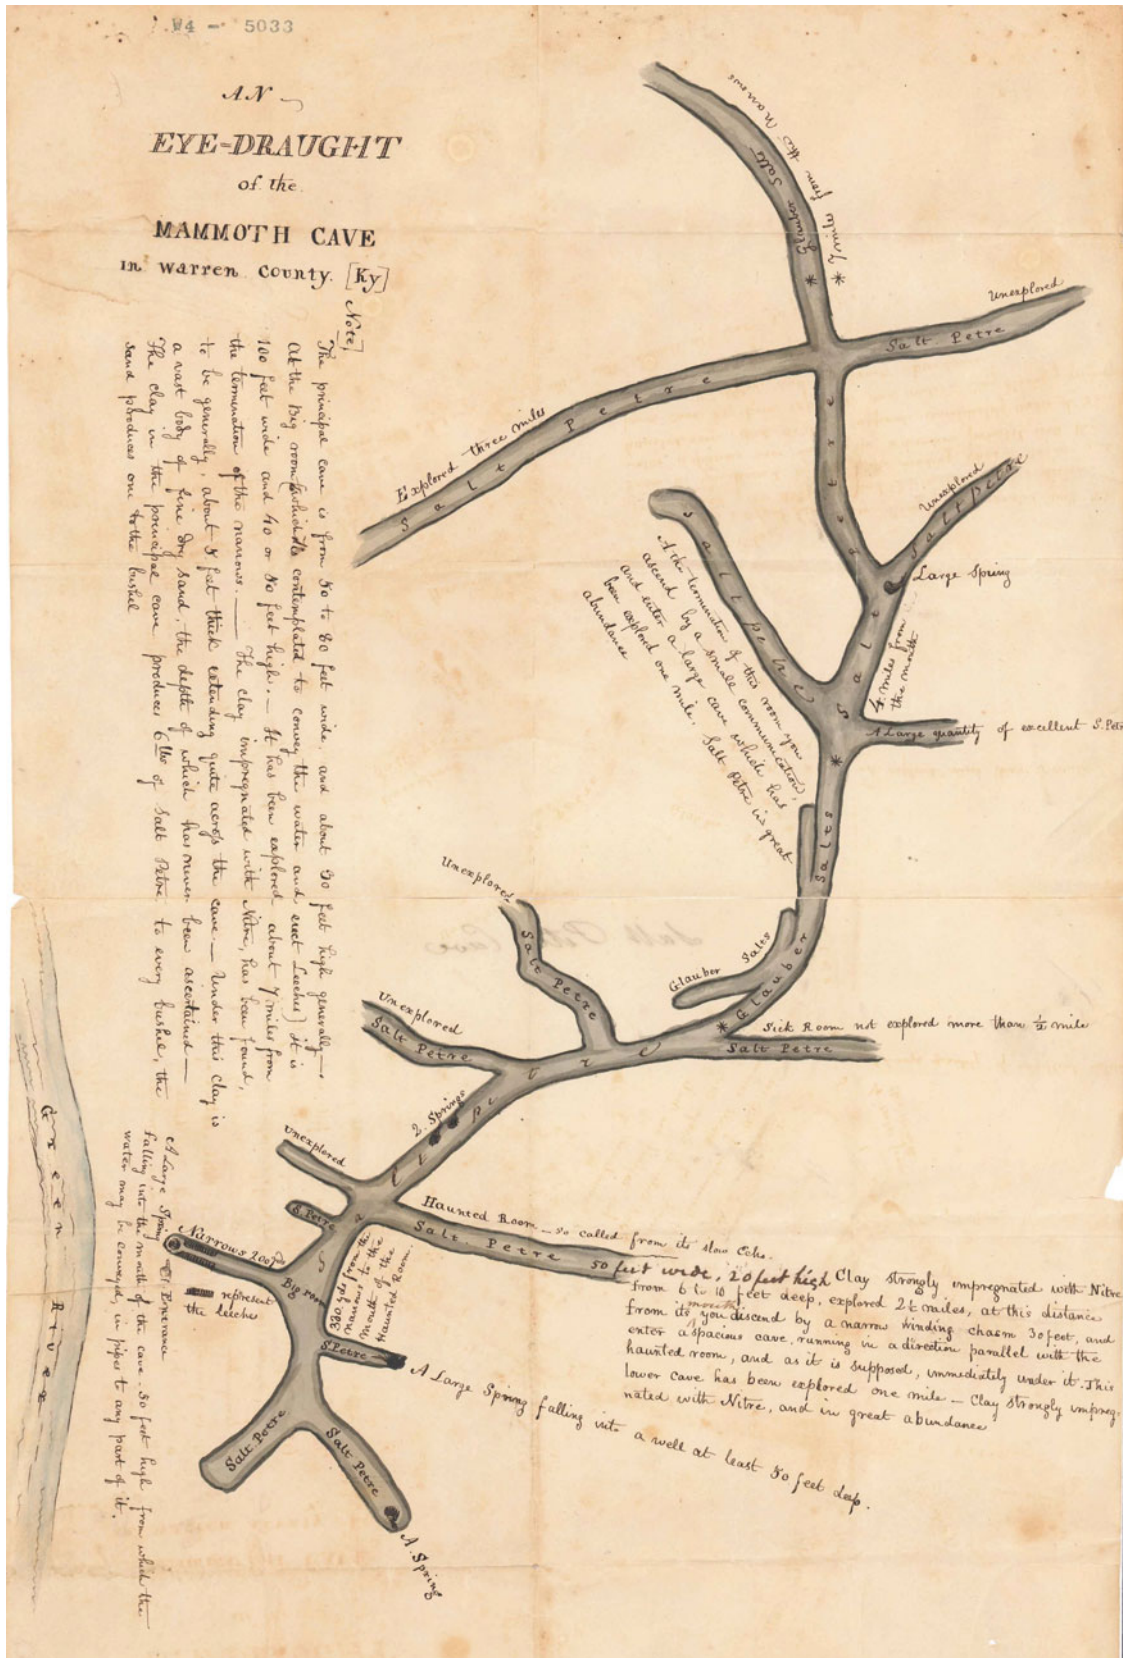 W4 - 5033
AN
EYE-DRAUGHT
of the
MAMMOTH CAVE
in Warren County. [Ky]
Note]
The principal cave is from 50 to 80 feet wide, and about 50 feet high generally—
At the Big room (which it is contemplated to convey the water and erect Leeches) it is
100 feet wide and 40 or 50 feet high.— It has been explored about 7 miles from
the termination of the narrows.— The clay impregnated with Nitre, has been found,
to be generally, about 5 feet thick extending quite across the cave.— Under this clay is
a vast body of fine dry sand, the depth of which has never been ascertained—
The clay in the principal cave produces 6 lbs of Salt Petre, to every bushel, the
sand produces one to the bushel
7 miles from the Narrows
Glauber Salts
*
*
Unexplored
Salt Petre
Explored three miles
Salt Petre
Unexplored
Salt petre
Large Spring
4 miles from
the mouth
Saltpetre
saltpetre
At the termination of this room you
ascend by a small communication,
and enter a large cave which has
been explored one mile. Salt Petre in great
abundance
A Large quantity of excellent S. Petr
*
Glauber Salts
Glauber Salts
*
Unexplored
Salt Petre
Sick Room not explored more than ½ mile
Salt Petre
Unexplored
Salt Petre
2. Springs
Saltpetre
Unexplored
S. Petre
Haunted Room — so called from its slow Echo.
Salt Petre
50 feet wide, 20 feet high Clay strongly impregnated with Nitre
from 6 to 10 feet deep, explored 2½ miles, at this distance
from its mouth you discend by a narrow winding chasm 30 feet, and
enter a spacious cave, running in a direction parallel with the
haunted room, and as it is supposed, immediately under it. This
lower cave has been explored one mile — Clay strongly impreg-
nated with Nitre, and in great abundance
Narrows 200 yds
Big room
represent
the leeches
330 yds from the
narrows to the
mouth of the
Haunted Room.
S. Petre
A Large Spring falling into a well at least 50 feet deep.
Salt Petre
Salt Petre
A Spring
A Large Spring Entrance
falling into the mouth of the cave. 50 feet high from which the
water may be conveyed, in pipes to any part of it.
Green River